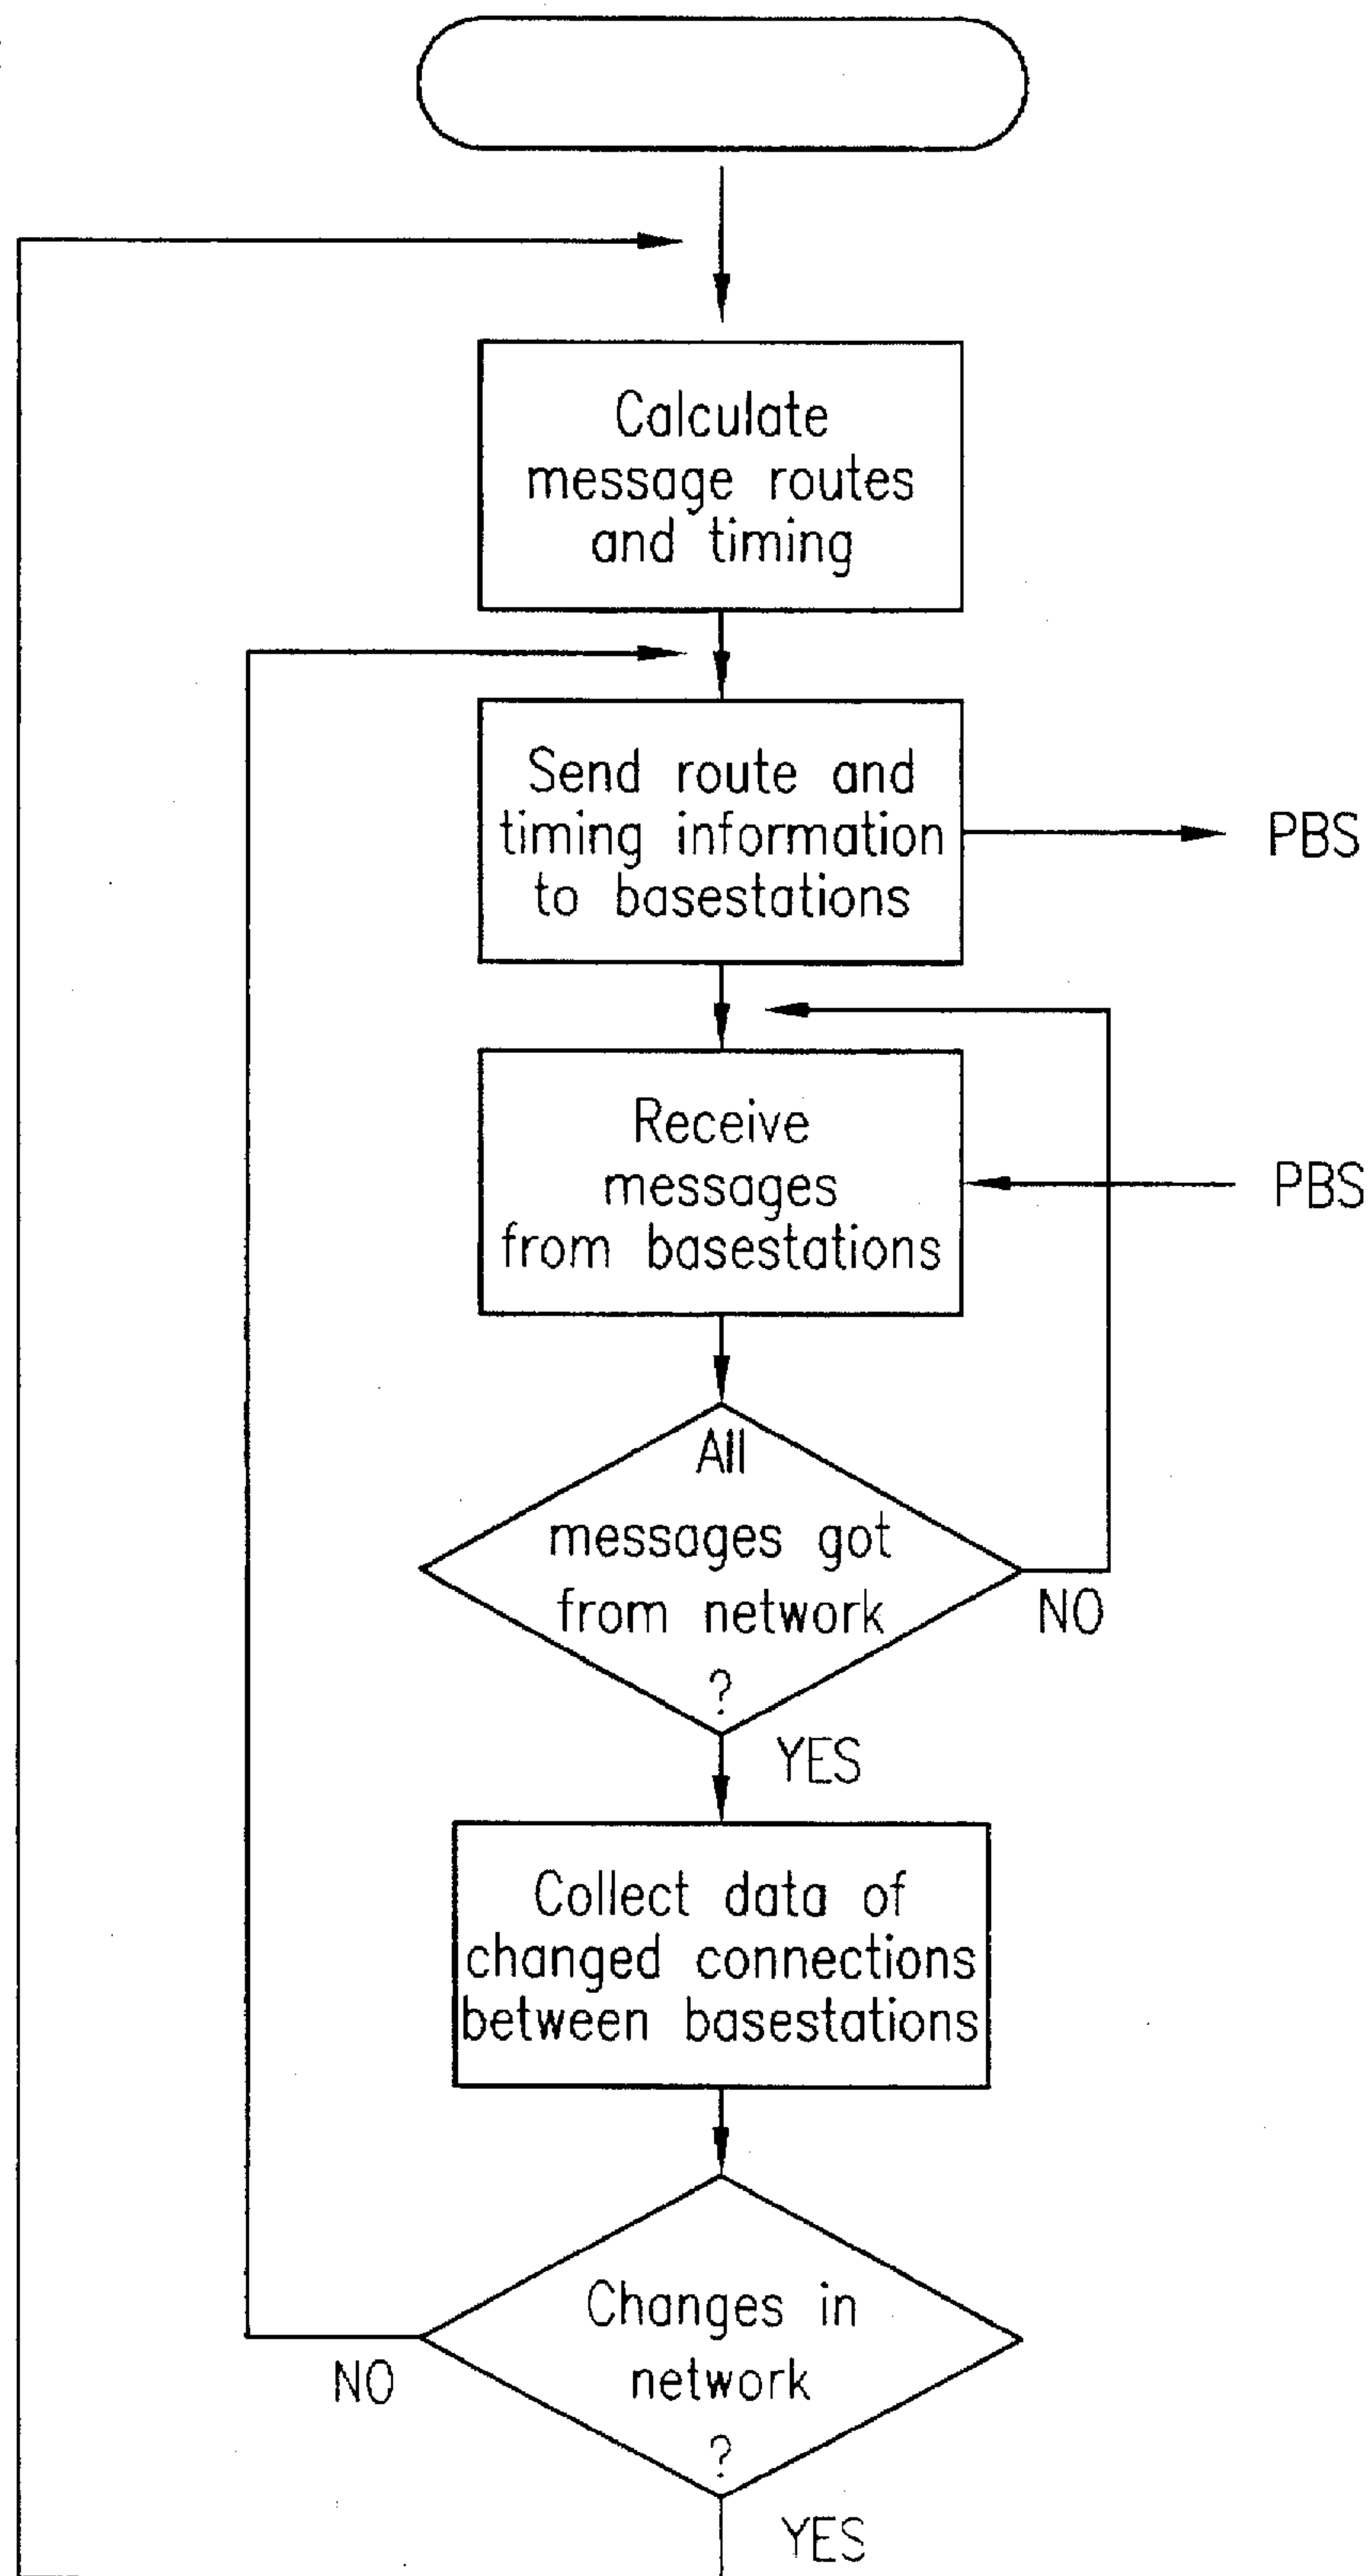 Calculate
message routes
and timing
Send route and
timing information
to basestations
PBS
Receive
messages
from basestations
PBS
All
messages got
from network
?
NO
YES
Collect data of
changed connections
between basestations
Changes in
network
?
NO
YES